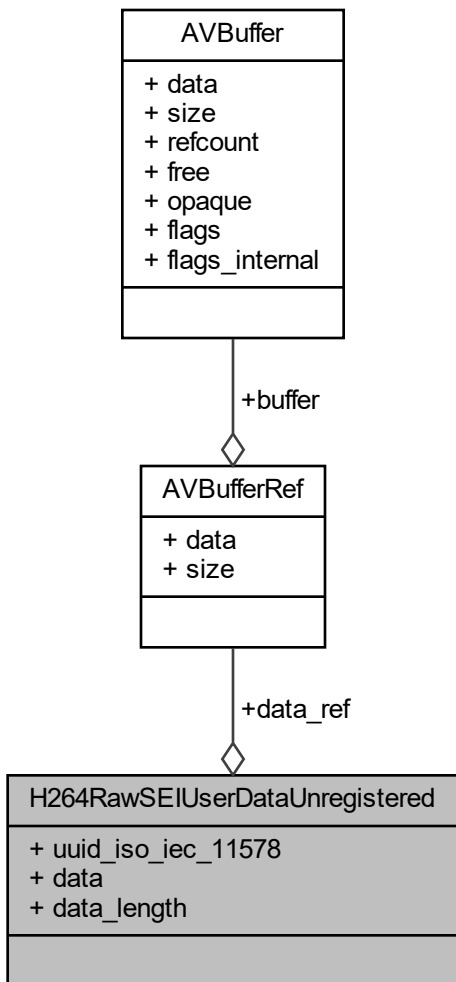 AVBuffer
+ data
+ size
+ refcount
+ free
+ opaque
+ flags
+ flags_internal
+buffer
AVBufferRef
+ data
+ size
+data_ref
H264RawSEIUserDataUnregistered
+ uuid_iso_iec_11578
+ data
+ data_length